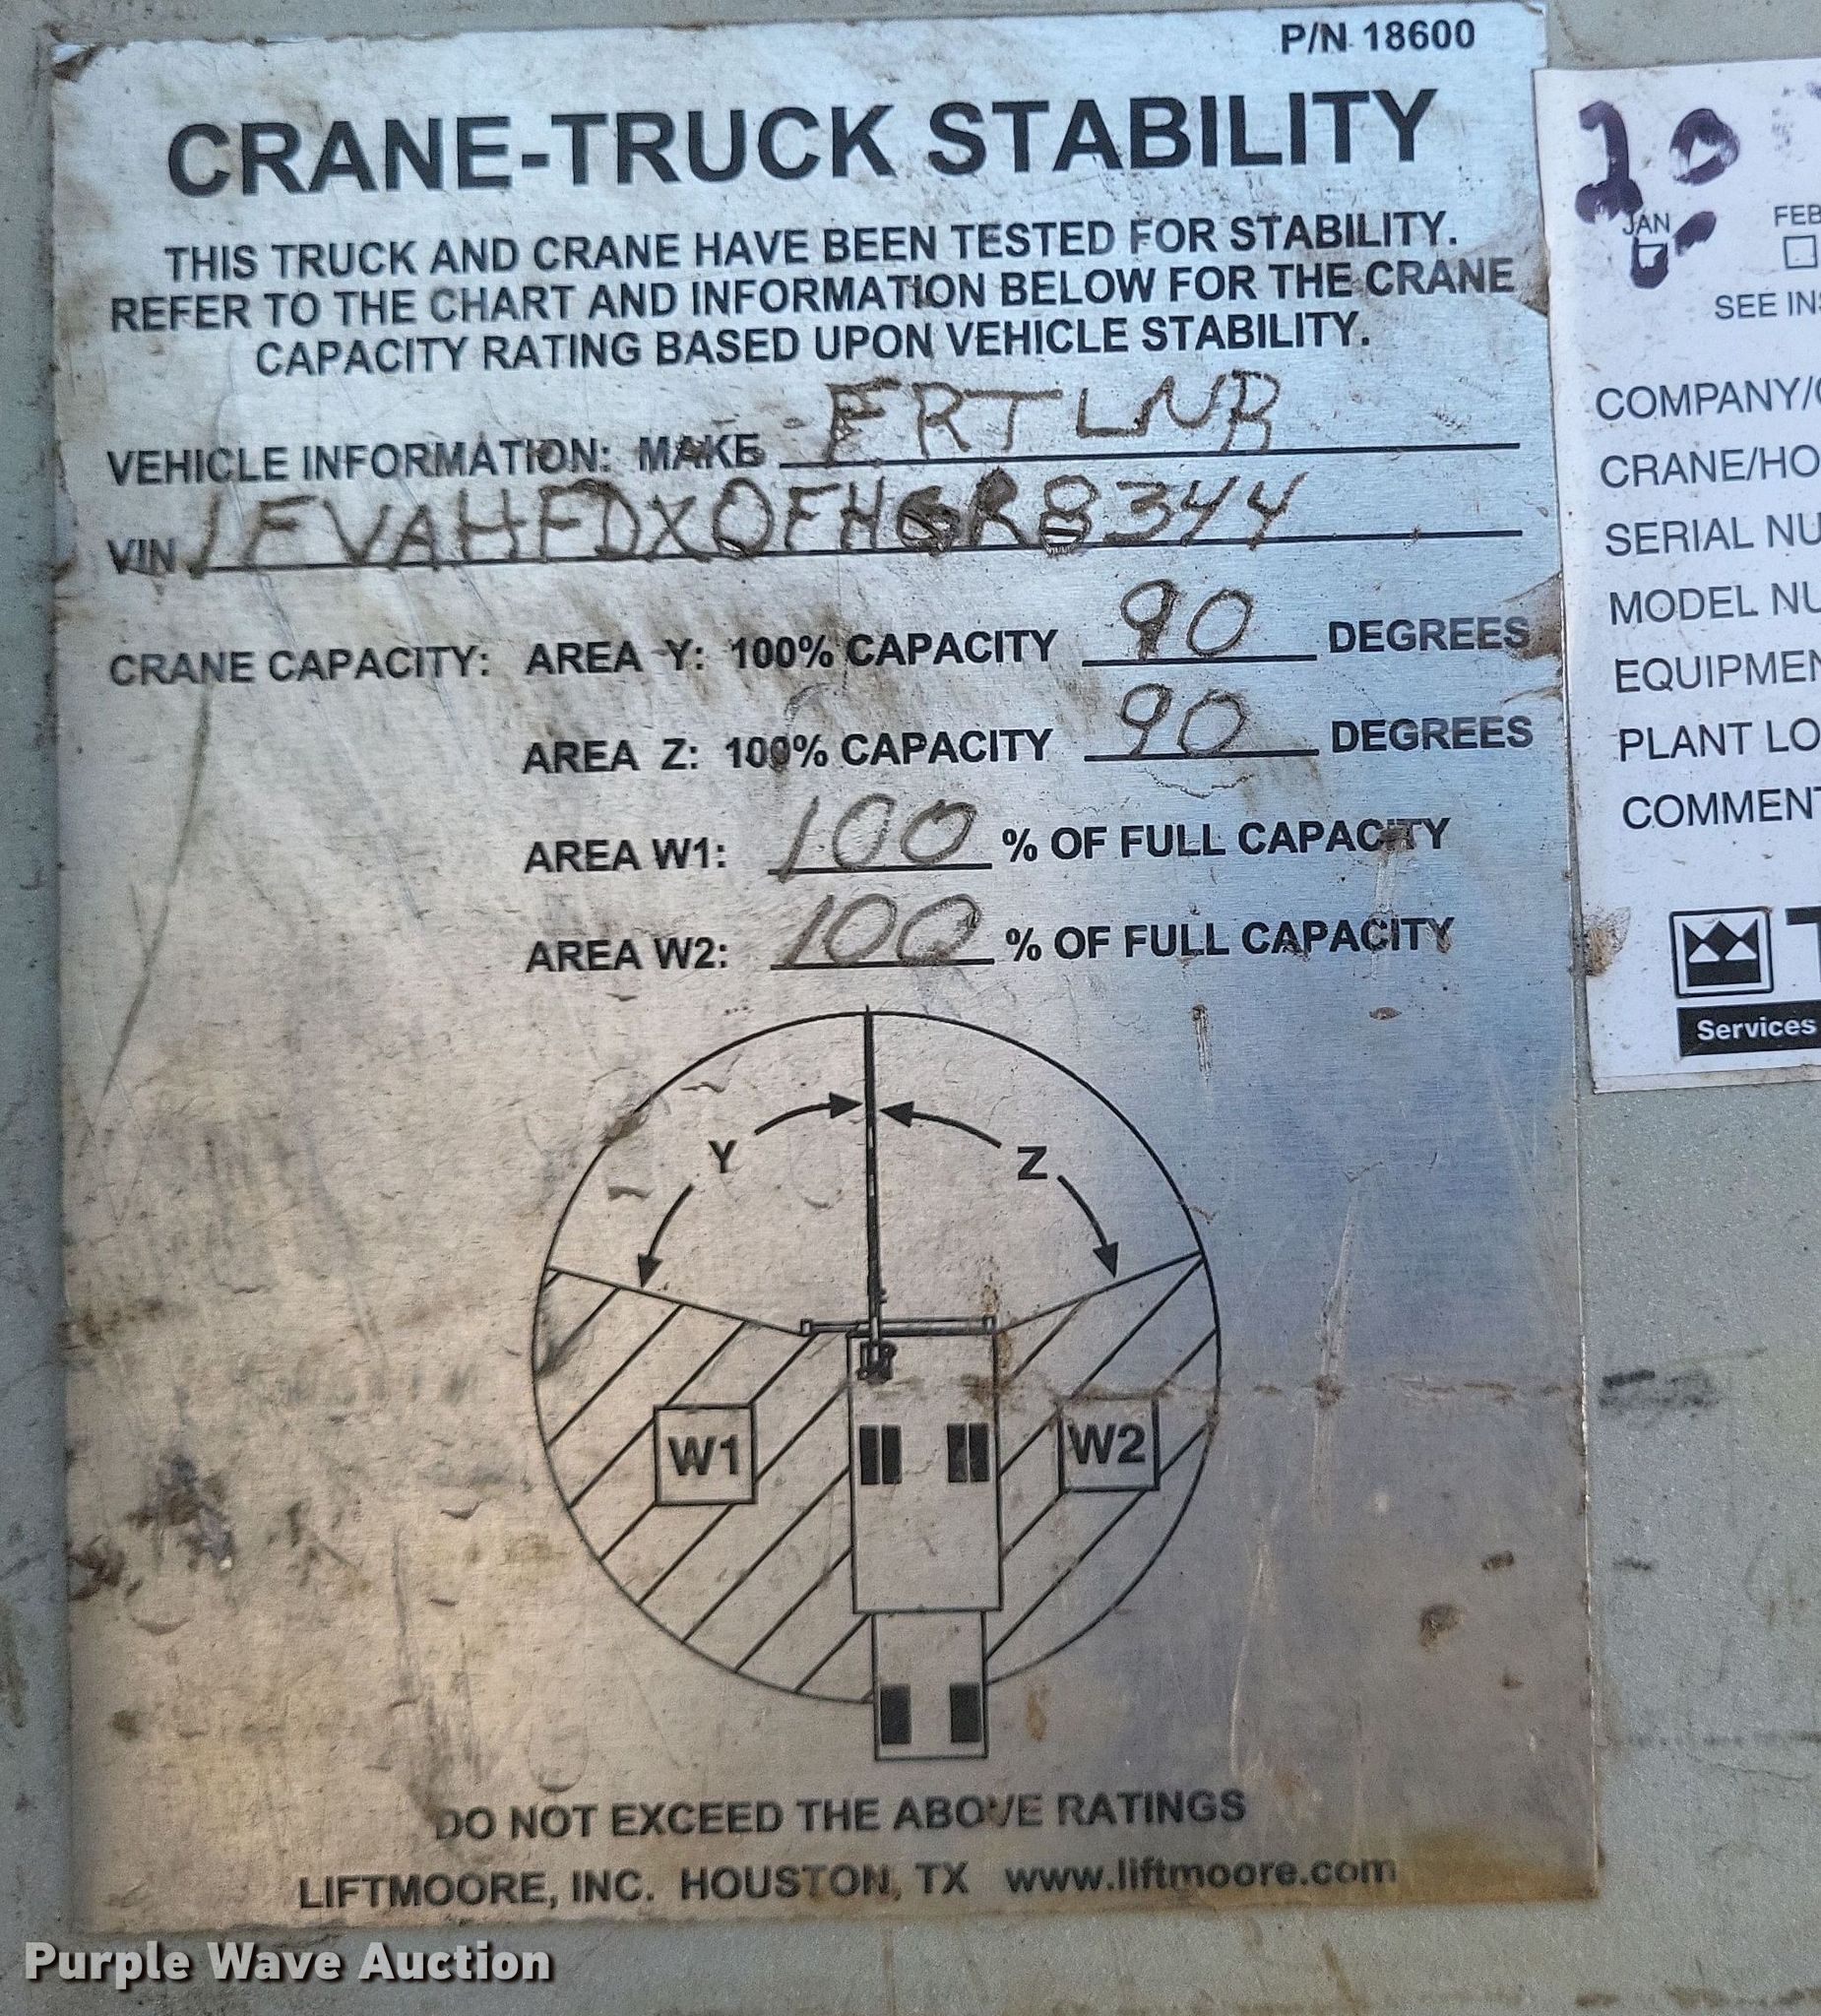 P/N 18600
CRANE-TRUCK STABILITY
THIS TRUCK AND CRANE HAVE BEEN TESTED FOR STABILITY.
REFER TO THE CHART AND INFORMATION BELOW FOR THE CRANE
CAPACITY RATING BASED UPON VEHICLE STABILITY.
VEHICLE INFORMATION: MAKE FRTLNR
VIN 1FVAHFDX0FHGR8344
CRANE CAPACITY: AREA Y: 100% CAPACITY 90 DEGREES
AREA Z: 100% CAPACITY 90 DEGREES
AREA W1: 100 % OF FULL CAPACITY
AREA W2: 100 % OF FULL CAPACITY
Y Z
W1 W2
DO NOT EXCEED THE ABOVE RATINGS
LIFTMOORE, INC. HOUSTON, TX www.liftmoore.com
JAN FEB
SEE INS
COMPANY/
CRANE/HO
SERIAL NU
MODEL NU
EQUIPMEN
PLANT LO
COMMENT
Services
Purple Wave Auction